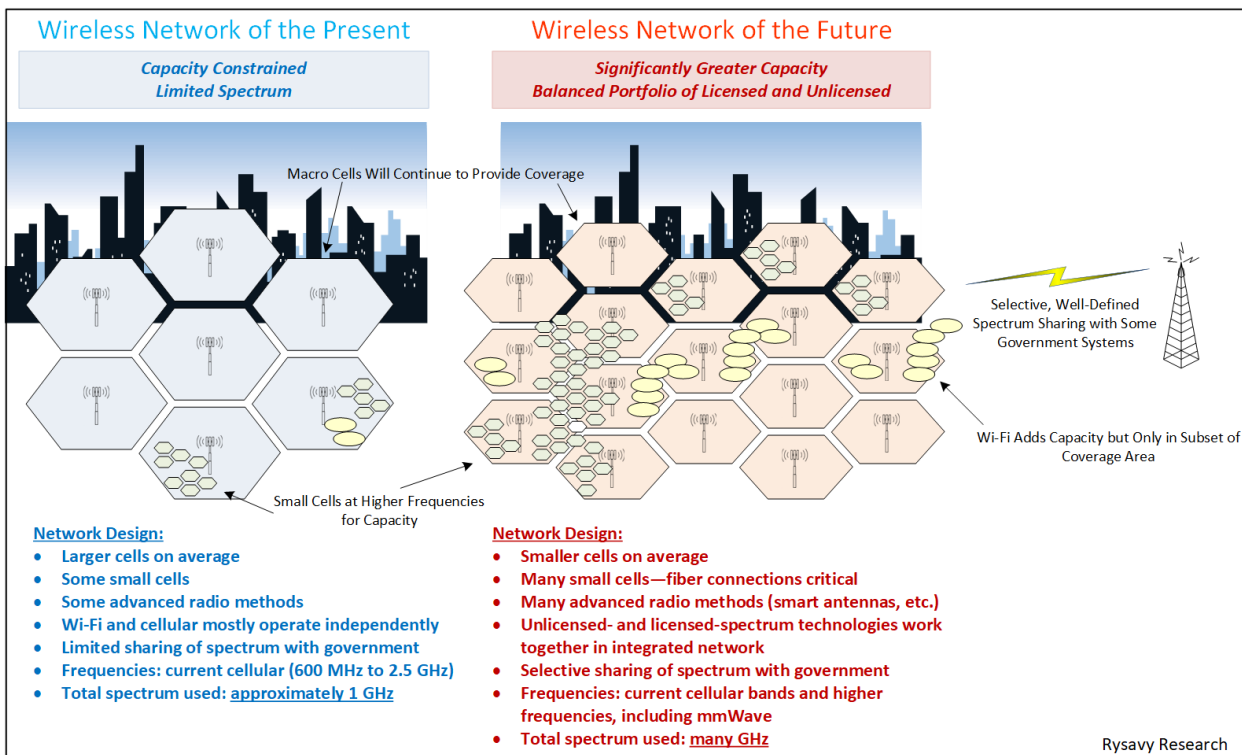 Wireless Network of the Present
Capacity Constrained
Limited Spectrum
Wireless Network of the Future
Significantly Greater Capacity
Balanced Portfolio of Licensed and Unlicensed
Macro Cells Will Continue to Provide Coverage
Selective, Well-Defined
Spectrum Sharing with Some
Government Systems
Wi-Fi Adds Capacity but Only in Subset of
Coverage Area
Small Cells at Higher Frequencies
for Capacity
Network Design:
• Larger cells on average
• Some small cells
• Some advanced radio methods
• Wi-Fi and cellular mostly operate independently
• Limited sharing of spectrum with government
• Frequencies: current cellular (600 MHz to 2.5 GHz)
• Total spectrum used: approximately 1 GHz
Network Design:
• Smaller cells on average
• Many small cells—fiber connections critical
• Many advanced radio methods (smart antennas, etc.)
• Unlicensed- and licensed-spectrum technologies work
together in integrated network
• Selective sharing of spectrum with government
• Frequencies: current cellular bands and higher
frequencies, including mmWave
• Total spectrum used: many GHz
Rysavy Research